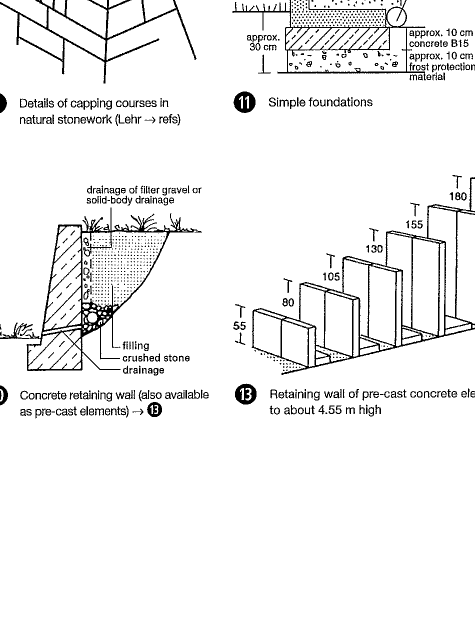 approx.
30 cm
approx. 10 cm
concrete B15
approx. 10 cm
frost protection
material
Details of capping courses in
natural stonework (Lehr → refs)
11 Simple foundations
drainage of filter gravel or
solid-body drainage
filling
crushed stone
drainage
Concrete retaining wall (also available
as pre-cast elements) → 13
55
80
105
130
155
180
13 Retaining wall of pre-cast concrete ele
to about 4.55 m high